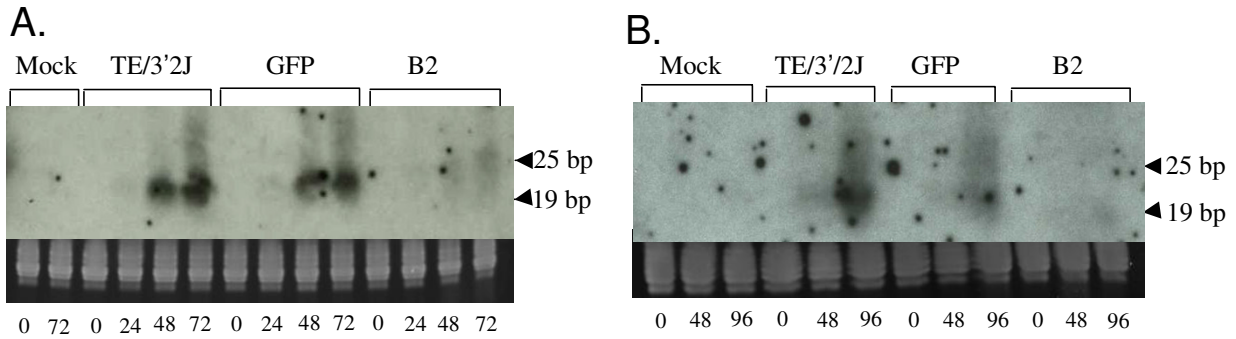 A.
Mock TE/3'2J GFP B2
25 bp
19 bp
0 72 0 24 48 72 0 24 48 72 0 24 48 72
B.
Mock TE/3'/2J GFP B2
25 bp
19 bp
0 48 96 0 48 96 0 48 96 0 48 96